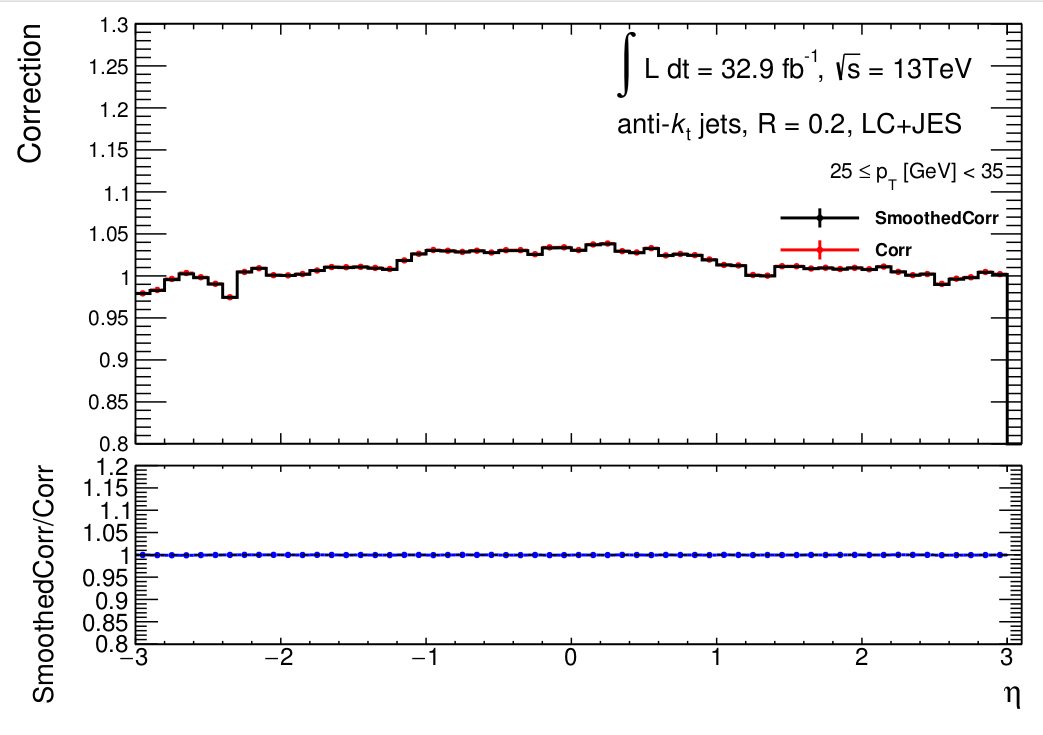 Correction
1.3
1.25
1.2
1.15
1.1
1.05
1
0.95
0.9
0.85
0.8
∫ L dt = 32.9 fb⁻¹, √s = 13TeV
anti-kₜ jets, R = 0.2, LC+JES
25 ≤ p_T [GeV] < 35
SmoothedCorr
Corr
SmoothedCorr/Corr
1.2
1.15
1.1
1.05
1
0.95
0.9
0.85
0.8
−3 −2 −1 0 1 2 3
η